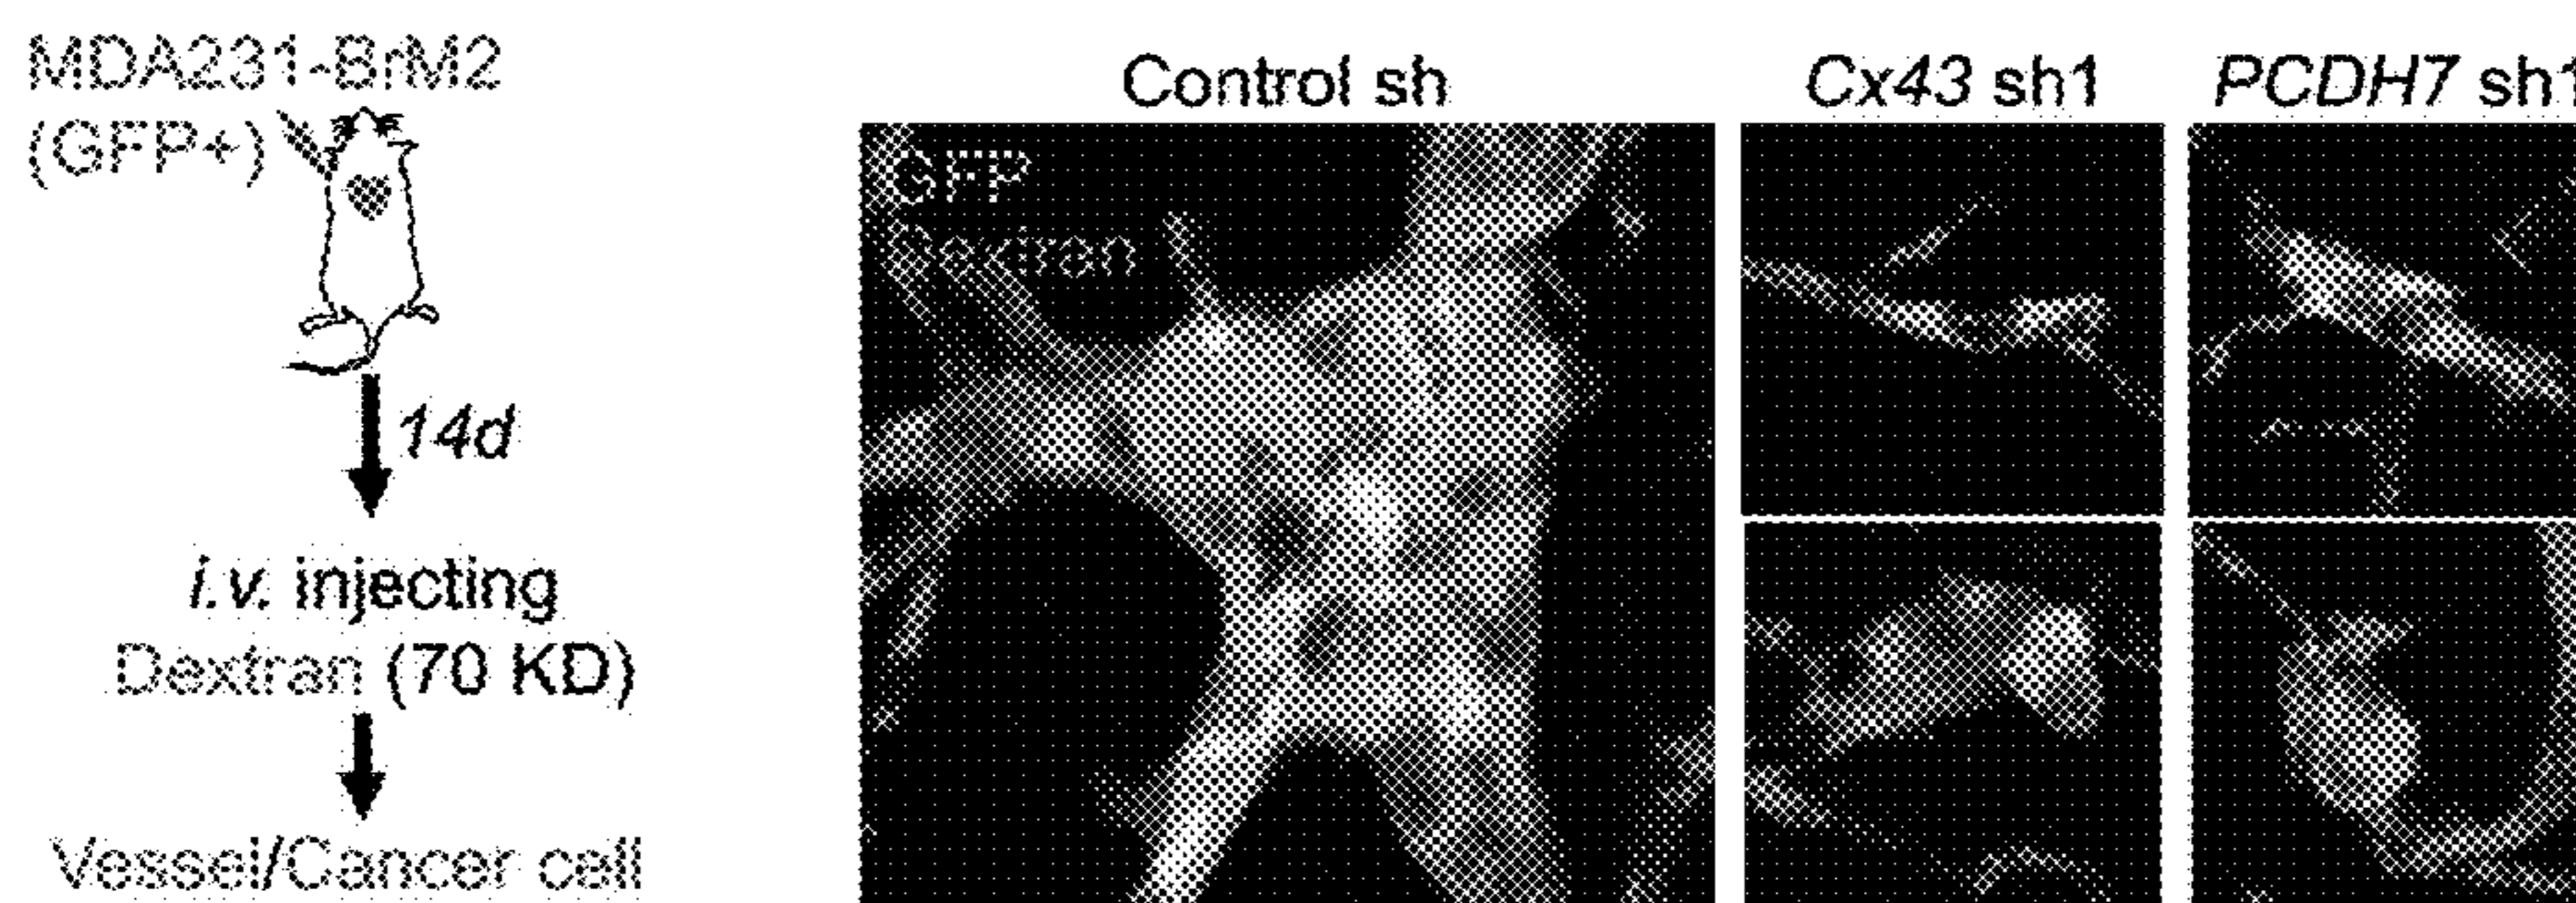 MDA231-BrM2
(GFP+)
14d
i.v. injecting
Dextran (70 KD)
Vessel/Cancer cell
Control sh
GFP
Dextran
Cx43 sh1
PCDH7 sh1